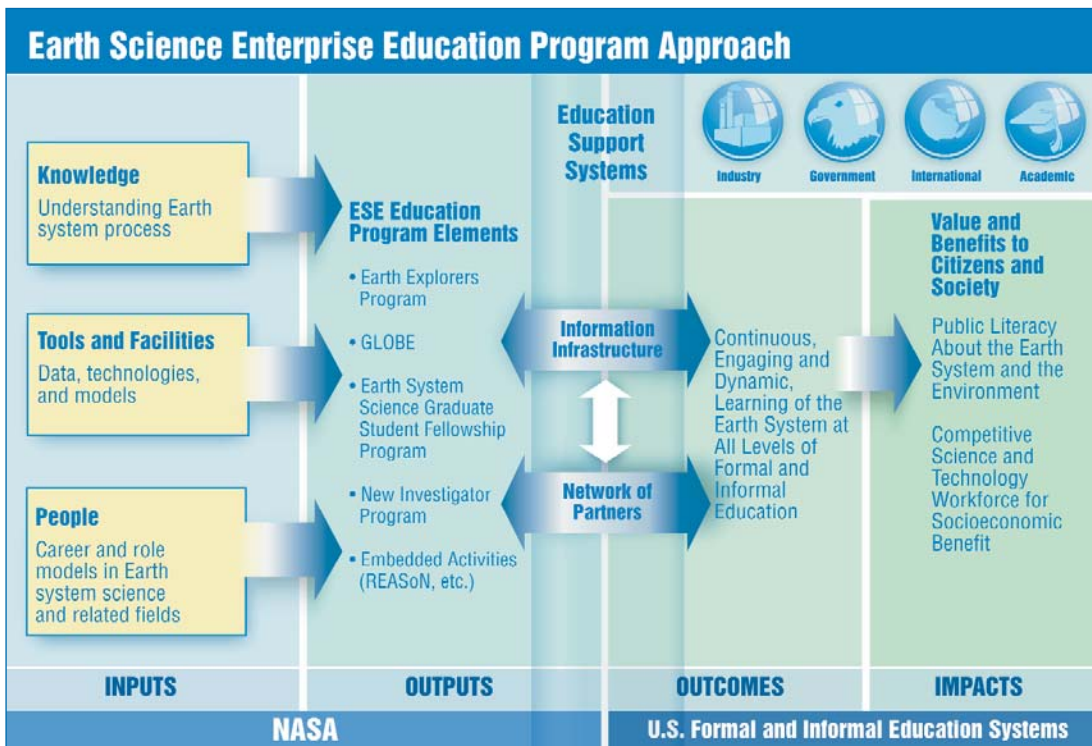 Earth Science Enterprise Education Program Approach
Education
Support
Systems
Industry
Government
International
Academic
Knowledge
Understanding Earth
system process
Tools and Facilities
Data, technologies,
and models
People
Career and role
models in Earth
system science
and related fields
ESE Education
Program Elements
• Earth Explorers
Program
• GLOBE
• Earth System
Science Graduate
Student Fellowship
Program
• New Investigator
Program
• Embedded Activities
(REASoN, etc.)
Information
Infrastructure
Network of
Partners
Continuous,
Engaging and
Dynamic,
Learning of the
Earth System at
All Levels of
Formal and
Informal
Education
Value and
Benefits to
Citizens and
Society
Public Literacy
About the Earth
System and the
Environment
Competitive
Science and
Technology
Workforce for
Socioeconomic
Benefit
INPUTS
OUTPUTS
OUTCOMES
IMPACTS
NASA
U.S. Formal and Informal Education Systems